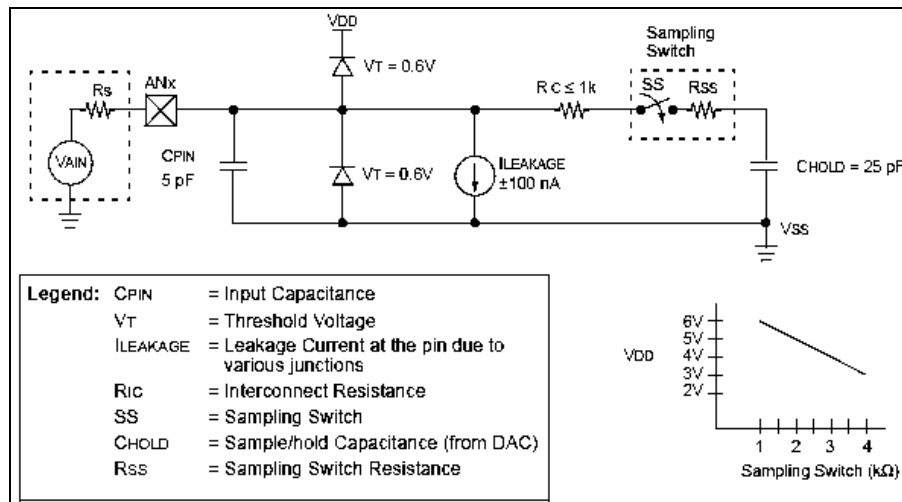 VDD
Sampling
Switch
VT = 0.6V
Rs
ANx
RIC ≤ 1k
SS
RSS
VAIN
CPIN
5 pF
VT = 0.6V
ILEAKAGE
±100 nA
CHOLD = 25 pF
VSS
Legend: CPIN = Input Capacitance
VT = Threshold Voltage
ILEAKAGE = Leakage Current at the pin due to
various junctions
RIC = Interconnect Resistance
SS = Sampling Switch
CHOLD = Sample/hold Capacitance (from DAC)
RSS = Sampling Switch Resistance
6V
5V
VDD 4V
3V
2V
1 2 3 4
Sampling Switch (kΩ)